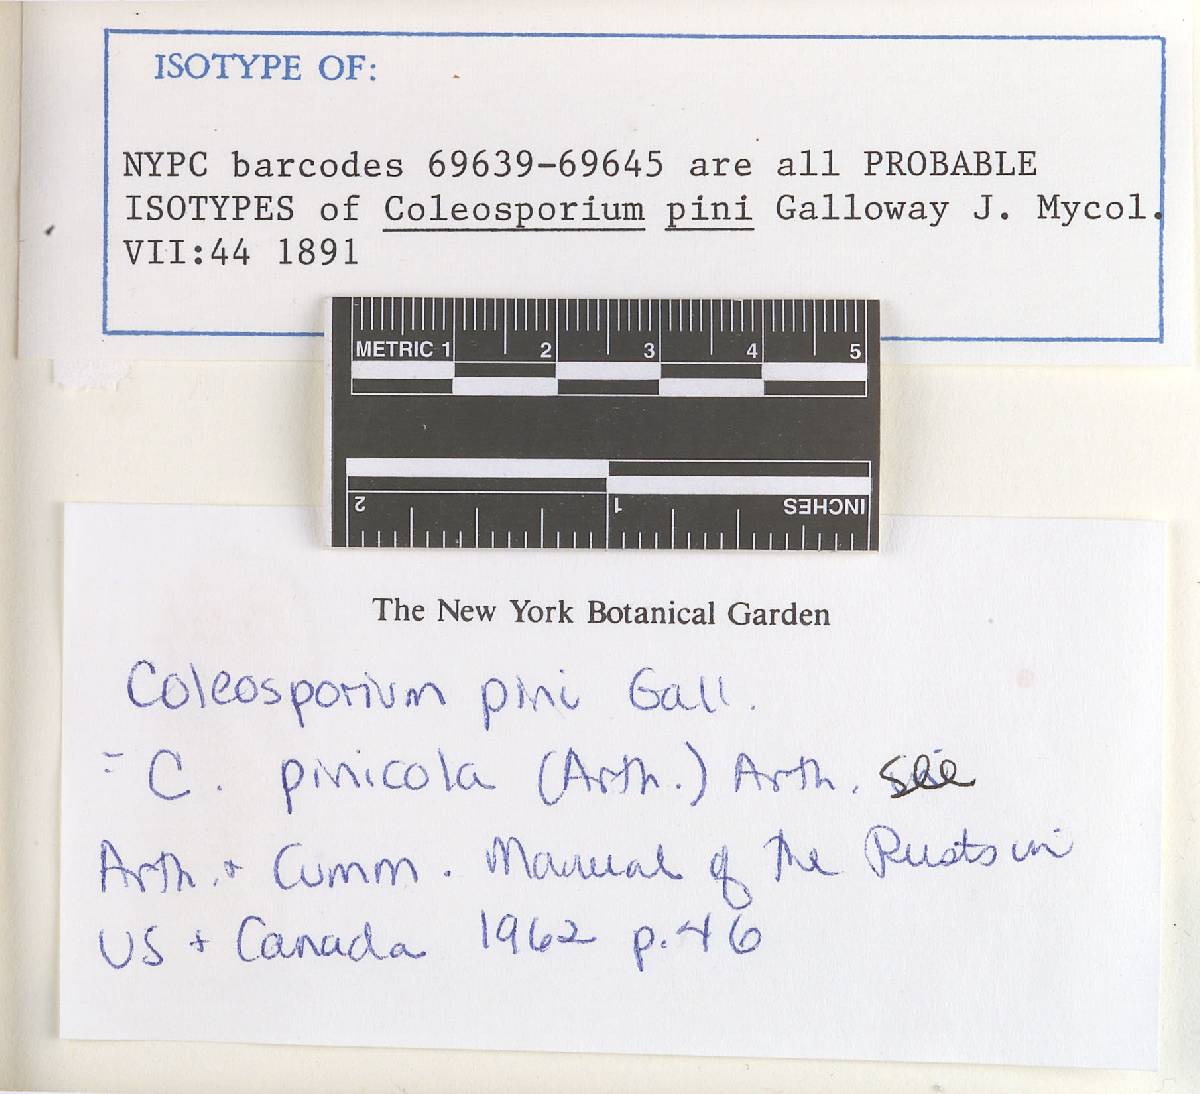 ISOTYPE OF:
NYPC barcodes 69639-69645 are all PROBABLE
ISOTYPES of Coleosporium pini Galloway J. Mycol.
VII:44 1891
METRIC 1 2 3 4 5
2 1 INCHES
The New York Botanical Garden
Coleosporium pini Gall.
= C. pinicola (Arth.) Arth. see
Arth. + Cumm. Manual of the Rusts in
US + Canada 1962 p. 46